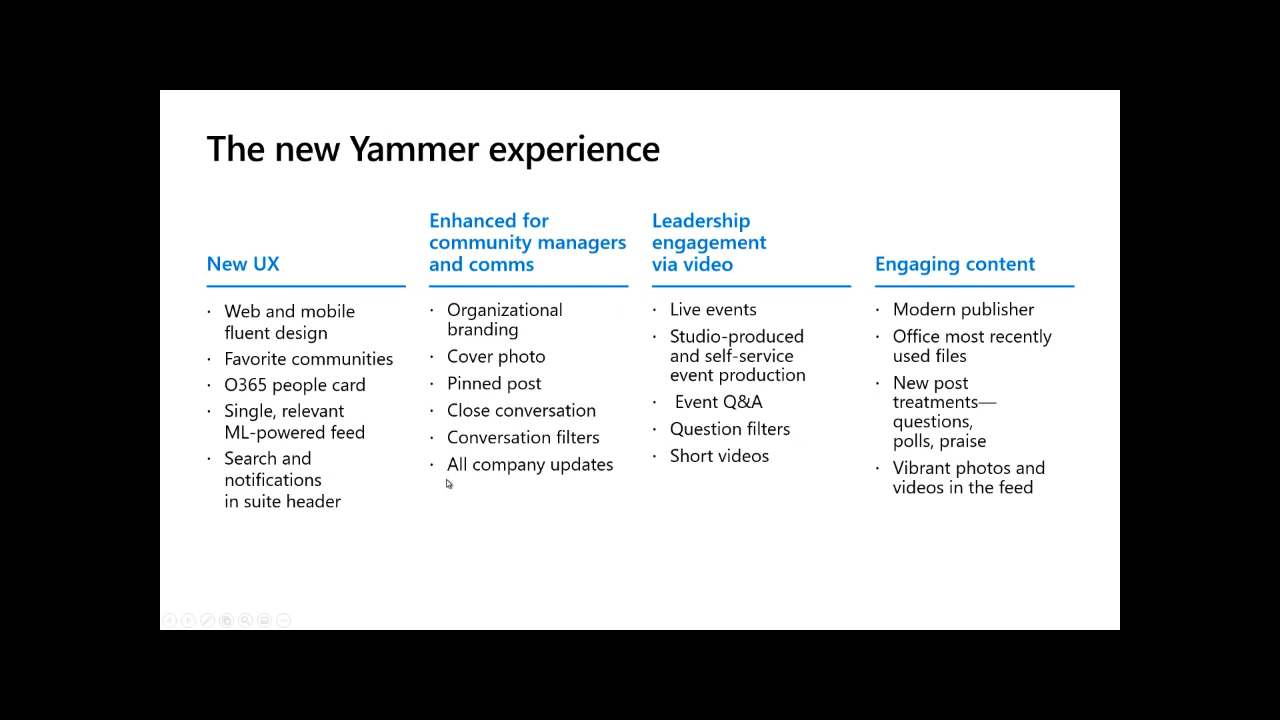 The new Yammer experience
New UX
Web and mobile
fluent design
Favorite communities
O365 people card
Single, relevant
ML-powered feed
Search and
notifications
in suite header
Enhanced for
community managers
and comms
Organizational
branding
Cover photo
Pinned post
Close conversation
Conversation filters
All company updates
Leadership
engagement
via video
Live events
Studio-produced
and self-service
event production
Event Q&A
Question filters
Short videos
Engaging content
Modern publisher
Office most recently
used files
New post
treatments—
questions,
polls, praise
Vibrant photos and
videos in the feed